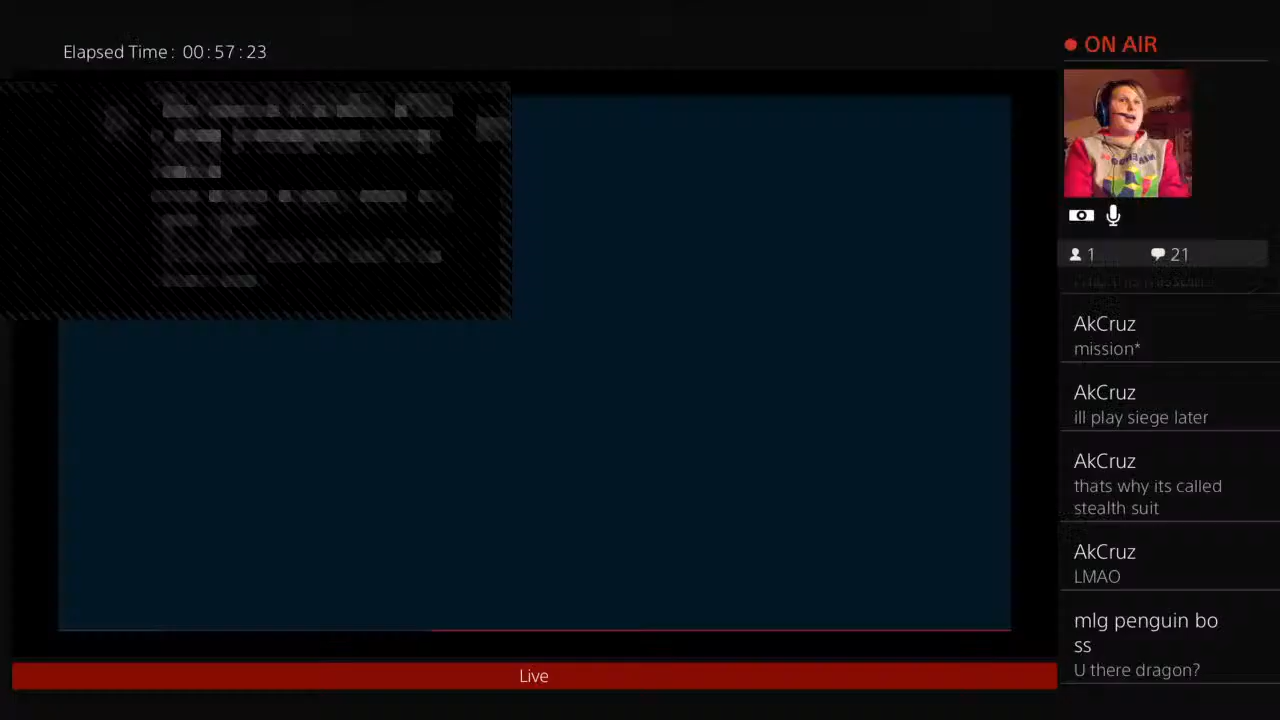 Elapsed Time: 00:57:23
ON AIR
1 21
AkCruz
mission*
AkCruz
ill play siege later
AkCruz
thats why its called
stealth suit
AkCruz
LMAO
mlg penguin bo
ss
U there dragon?
Live